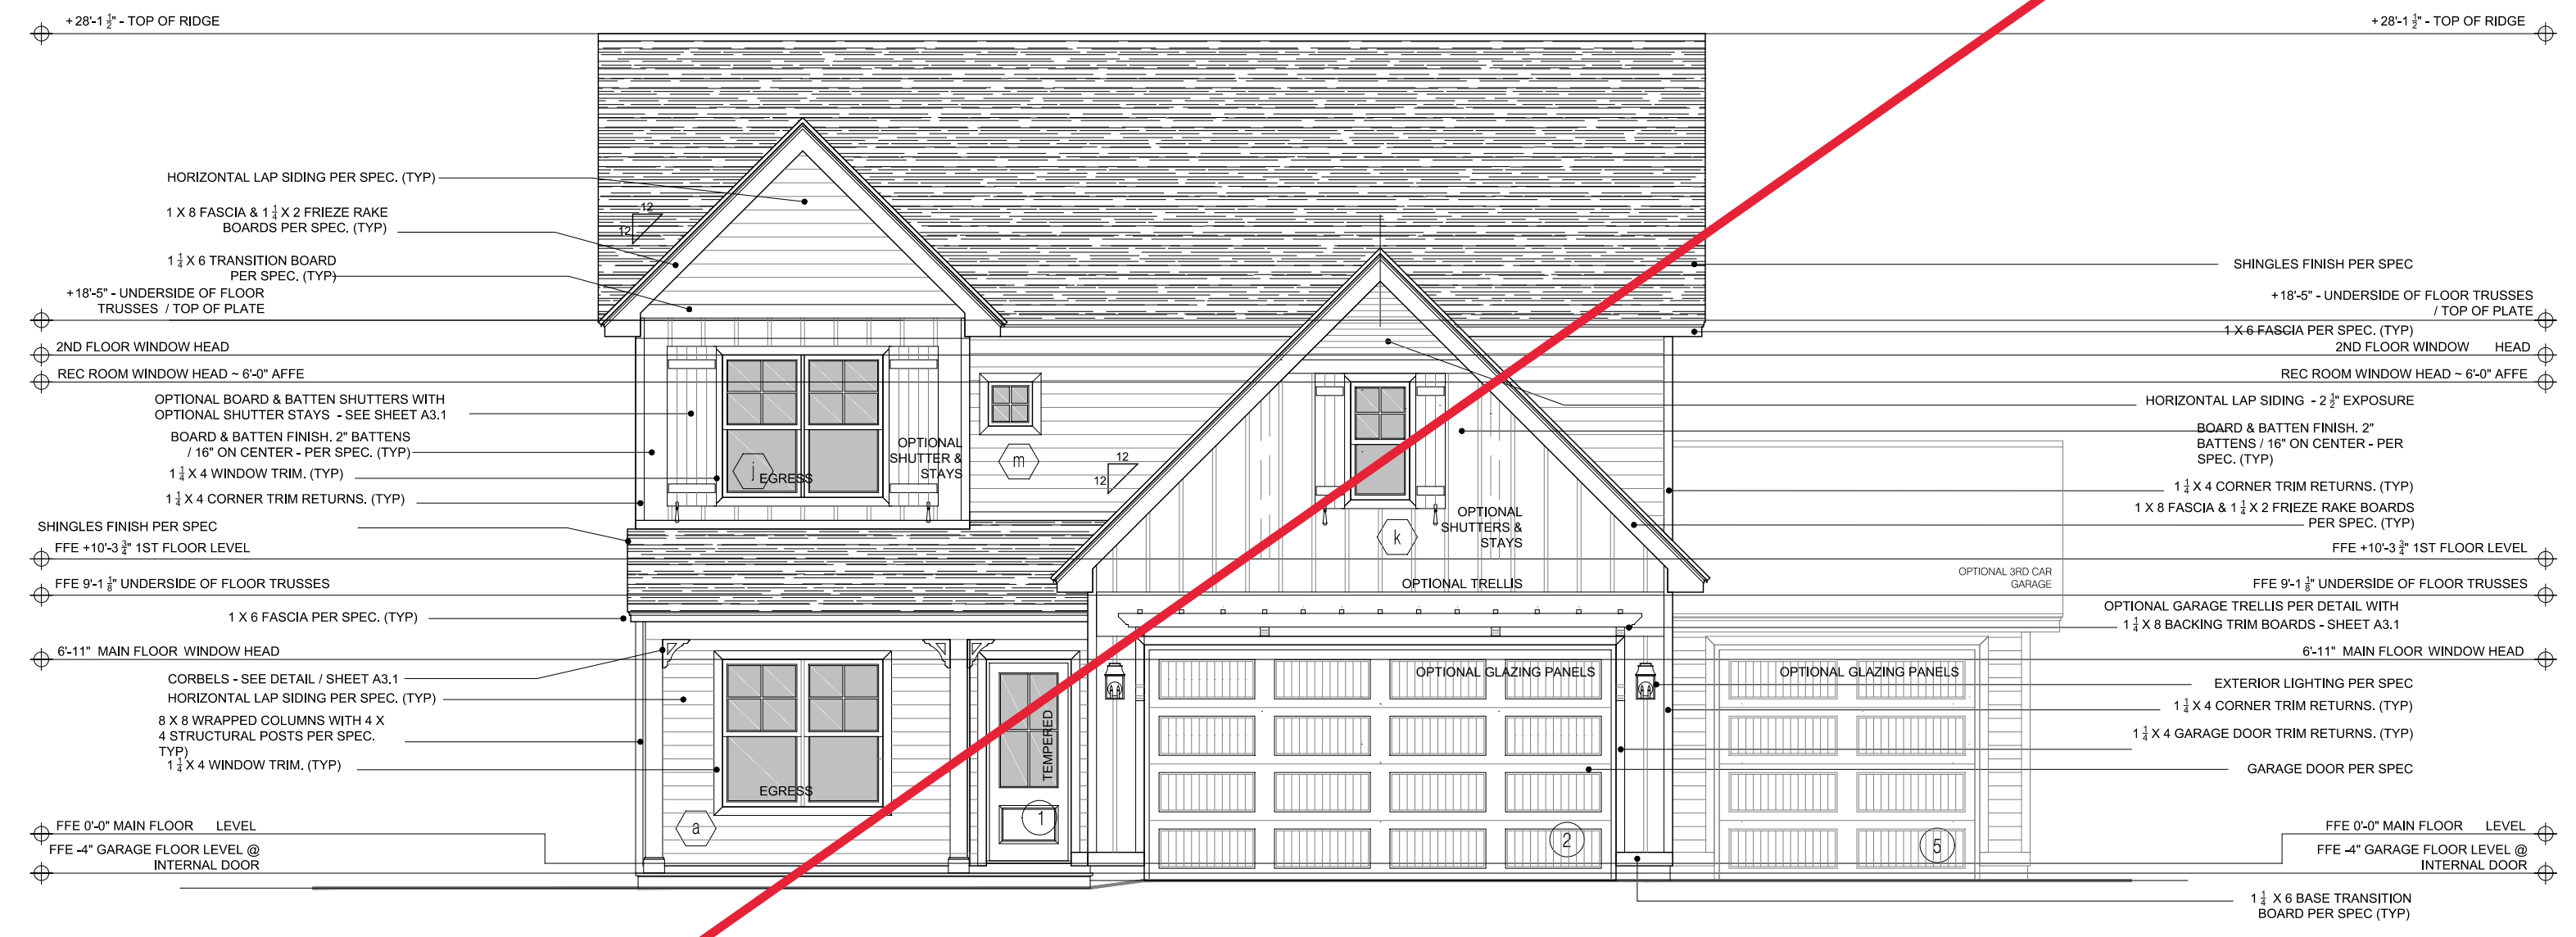 +28'-1 1/2" - TOP OF RIDGE
HORIZONTAL LAP SIDING PER SPEC. (TYP)
1 X 8 FASCIA & 1 1/4 X 2 FRIEZE RAKE
BOARDS PER SPEC. (TYP)
1 1/4 X 6 TRANSITION BOARD
PER SPEC. (TYP)
+18'-5" - UNDERSIDE OF FLOOR
TRUSSES / TOP OF PLATE
2ND FLOOR WINDOW HEAD
REC ROOM WINDOW HEAD ~ 6'-0" AFFE
OPTIONAL BOARD & BATTEN SHUTTERS WITH
OPTIONAL SHUTTER STAYS - SEE SHEET A3.1
BOARD & BATTEN FINISH. 2" BATTENS
/ 16" ON CENTER - PER SPEC. (TYP)
1 1/4 X 4 WINDOW TRIM. (TYP)
1 1/4 X 4 CORNER TRIM RETURNS. (TYP)
SHINGLES FINISH PER SPEC
FFE +10'-3 3/4" 1ST FLOOR LEVEL
FFE 9'-1 1/8" UNDERSIDE OF FLOOR TRUSSES
1 X 6 FASCIA PER SPEC. (TYP)
6'-11" MAIN FLOOR WINDOW HEAD
CORBELS - SEE DETAIL / SHEET A3.1
HORIZONTAL LAP SIDING PER SPEC. (TYP)
8 X 8 WRAPPED COLUMNS WITH 4 X
4 STRUCTURAL POSTS PER SPEC.
TYP)
1 1/4 X 4 WINDOW TRIM. (TYP)
FFE 0'-0" MAIN FLOOR LEVEL
FFE -4" GARAGE FLOOR LEVEL @
INTERNAL DOOR
12
12
j
EGRESS
OPTIONAL
SHUTTER &
STAYS
m
12
12
OPTIONAL
SHUTTERS &
STAYS
k
OPTIONAL TRELLIS
OPTIONAL GLAZING PANELS
TEMPERED
EGRESS
a
1
2
OPTIONAL 3RD CAR
GARAGE
OPTIONAL GLAZING PANELS
5
+28'-1 1/2" - TOP OF RIDGE
SHINGLES FINISH PER SPEC
+18'-5" - UNDERSIDE OF FLOOR TRUSSES
/ TOP OF PLATE
1 X 6 FASCIA PER SPEC. (TYP)
2ND FLOOR WINDOW HEAD
REC ROOM WINDOW HEAD ~ 6'-0" AFFE
HORIZONTAL LAP SIDING - 2 1/2" EXPOSURE
BOARD & BATTEN FINISH. 2"
BATTENS / 16" ON CENTER - PER
SPEC. (TYP)
1 1/4 X 4 CORNER TRIM RETURNS. (TYP)
1 X 8 FASCIA & 1 1/4 X 2 FRIEZE RAKE BOARDS
PER SPEC. (TYP)
FFE +10'-3 3/4" 1ST FLOOR LEVEL
FFE 9'-1 1/8" UNDERSIDE OF FLOOR TRUSSES
OPTIONAL GARAGE TRELLIS PER DETAIL WITH
1 1/4 X 8 BACKING TRIM BOARDS - SHEET A3.1
6'-11" MAIN FLOOR WINDOW HEAD
EXTERIOR LIGHTING PER SPEC
1 1/4 X 4 CORNER TRIM RETURNS. (TYP)
1 1/4 X 4 GARAGE DOOR TRIM RETURNS. (TYP)
GARAGE DOOR PER SPEC
FFE 0'-0" MAIN FLOOR LEVEL
FFE -4" GARAGE FLOOR LEVEL @
INTERNAL DOOR
1 1/4 X 6 BASE TRANSITION
BOARD PER SPEC (TYP)